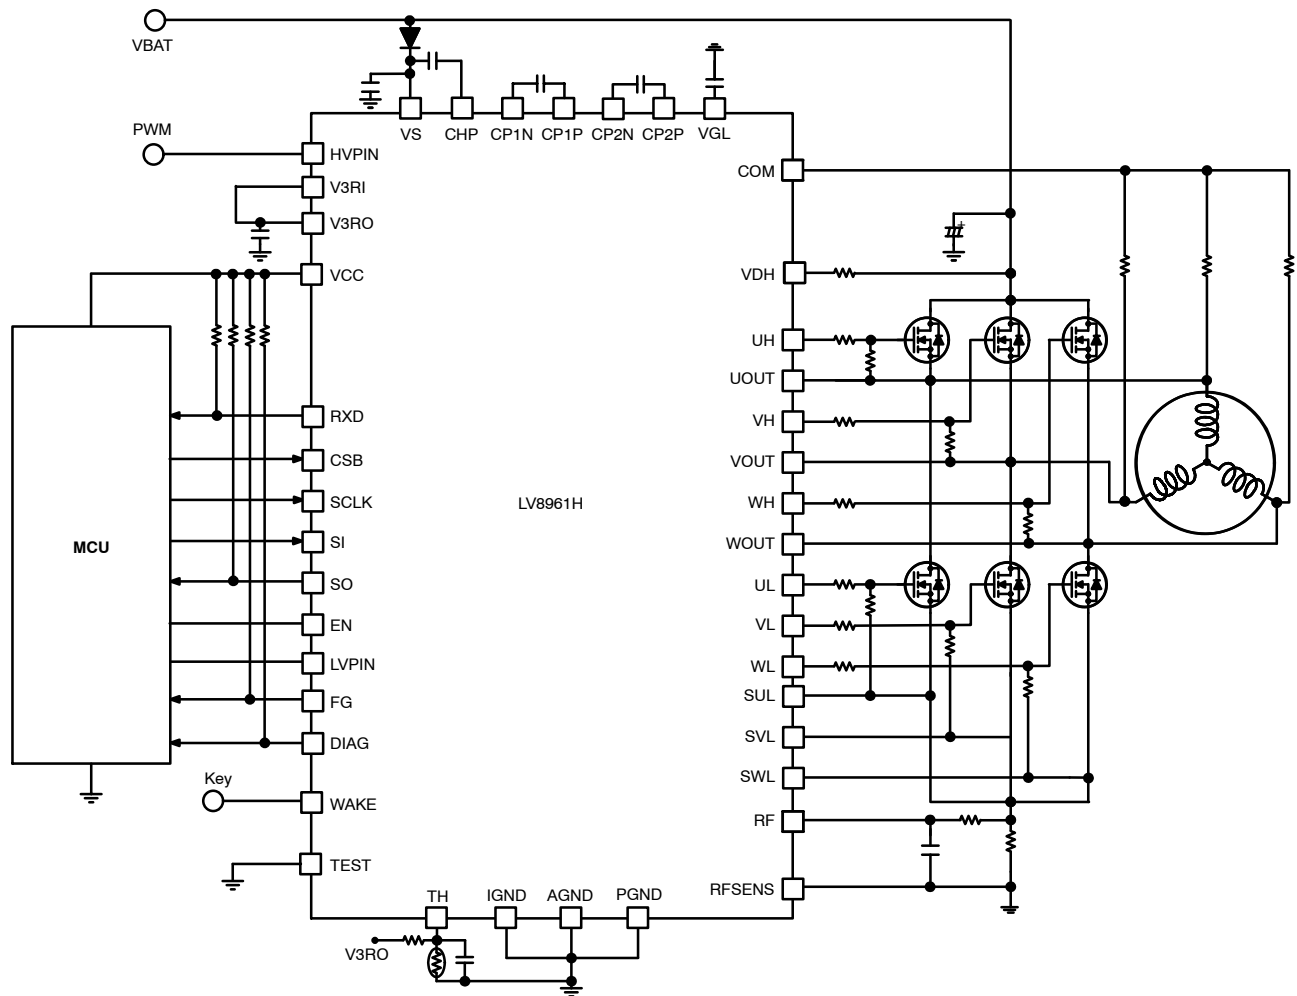 VBAT
PWM
VS
CHP
CP1N
CP1P
CP2N
CP2P
VGL
HVPIN
V3RI
V3RO
VCC
RXD
CSB
SCLK
SI
SO
EN
LVPIN
FG
DIAG
WAKE
TEST
MCU
Key
LV8961H
COM
VDH
+
UH
UOUT
VH
VOUT
WH
WOUT
UL
VL
WL
SUL
SVL
SWL
RF
RFSENS
TH
IGND
AGND
PGND
V3RO